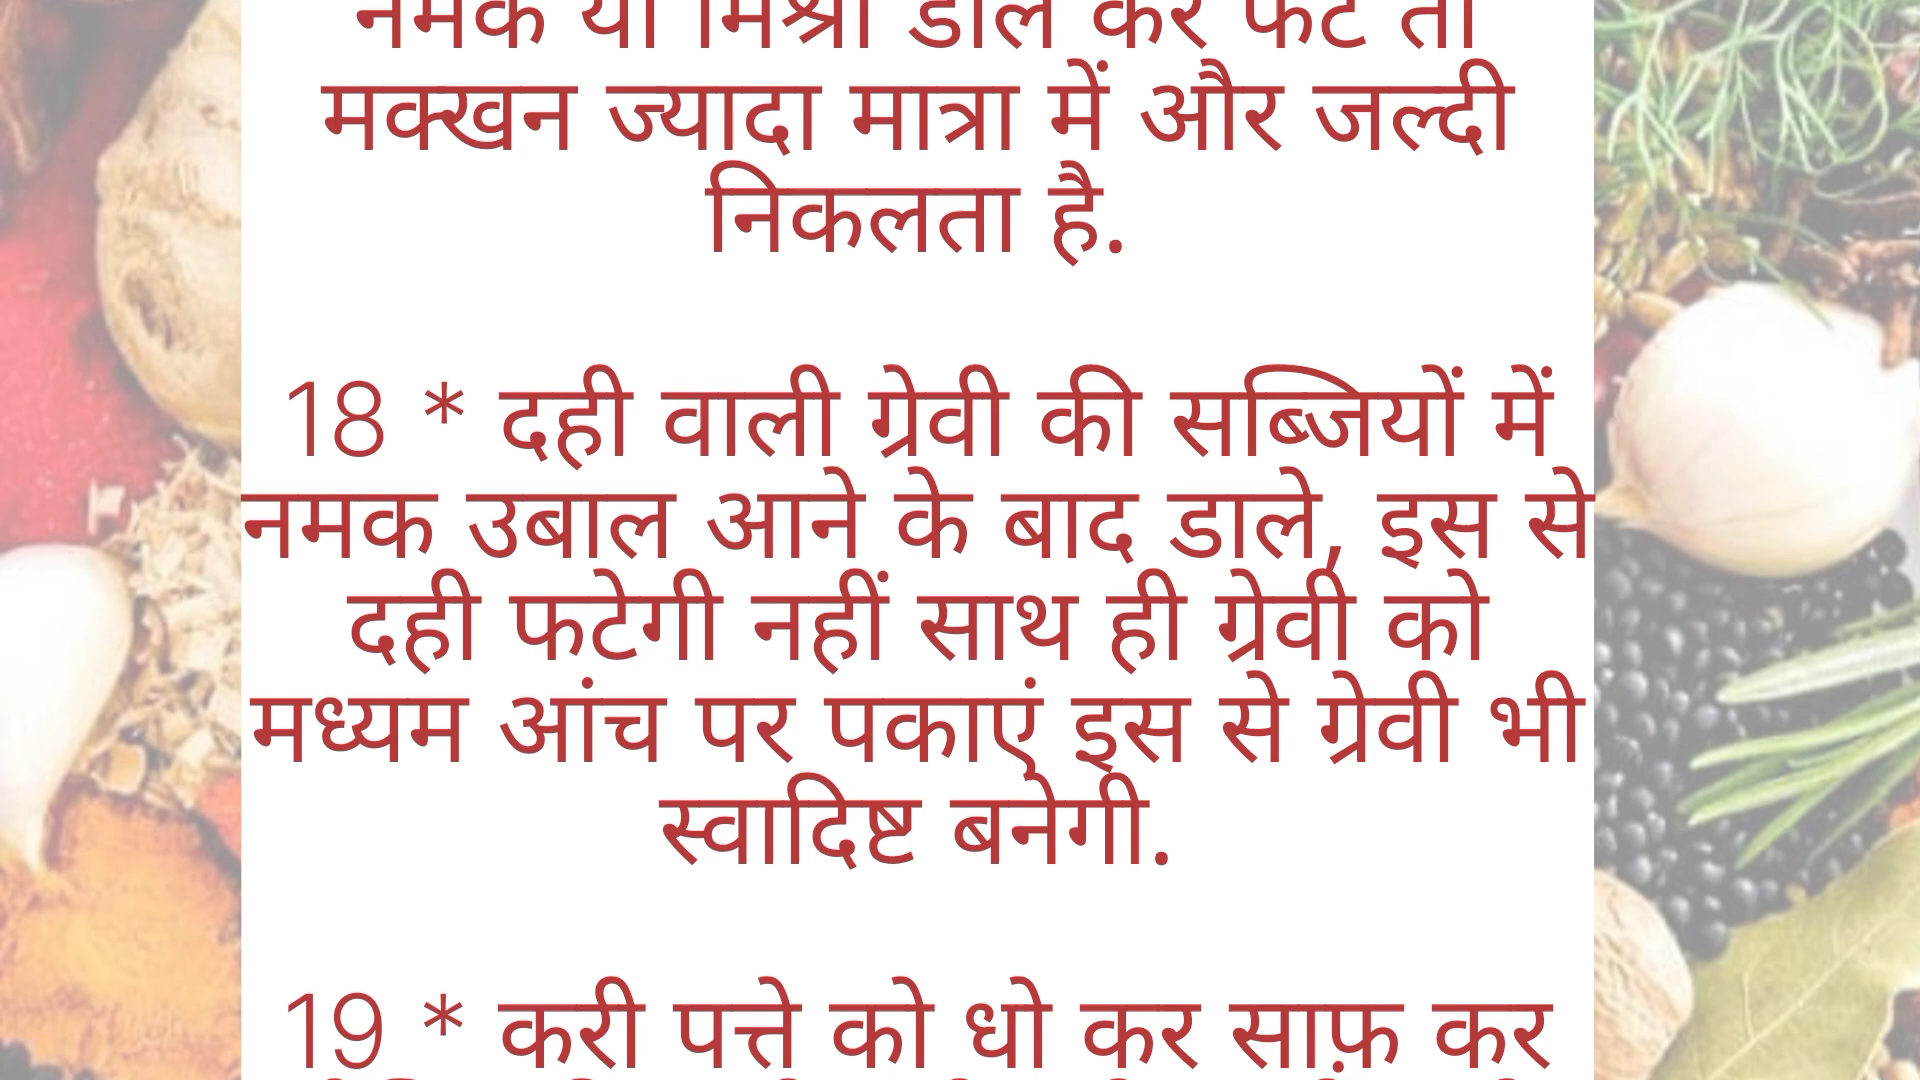 नमक या मिश्री डाल कर फेंटे तो
मक्खन ज्यादा मात्रा में और जल्दी
निकलता है.
18 * दही वाली ग्रेवी की सब्जियों में
नमक उबाल आने के बाद डाले, इस से
दही फटेगी नहीं साथ ही ग्रेवी को
मध्यम आंच पर पकाएं इस से ग्रेवी भी
स्वादिष्ट बनेगी.
19 * करी पत्ते को धो कर साफ़ कर